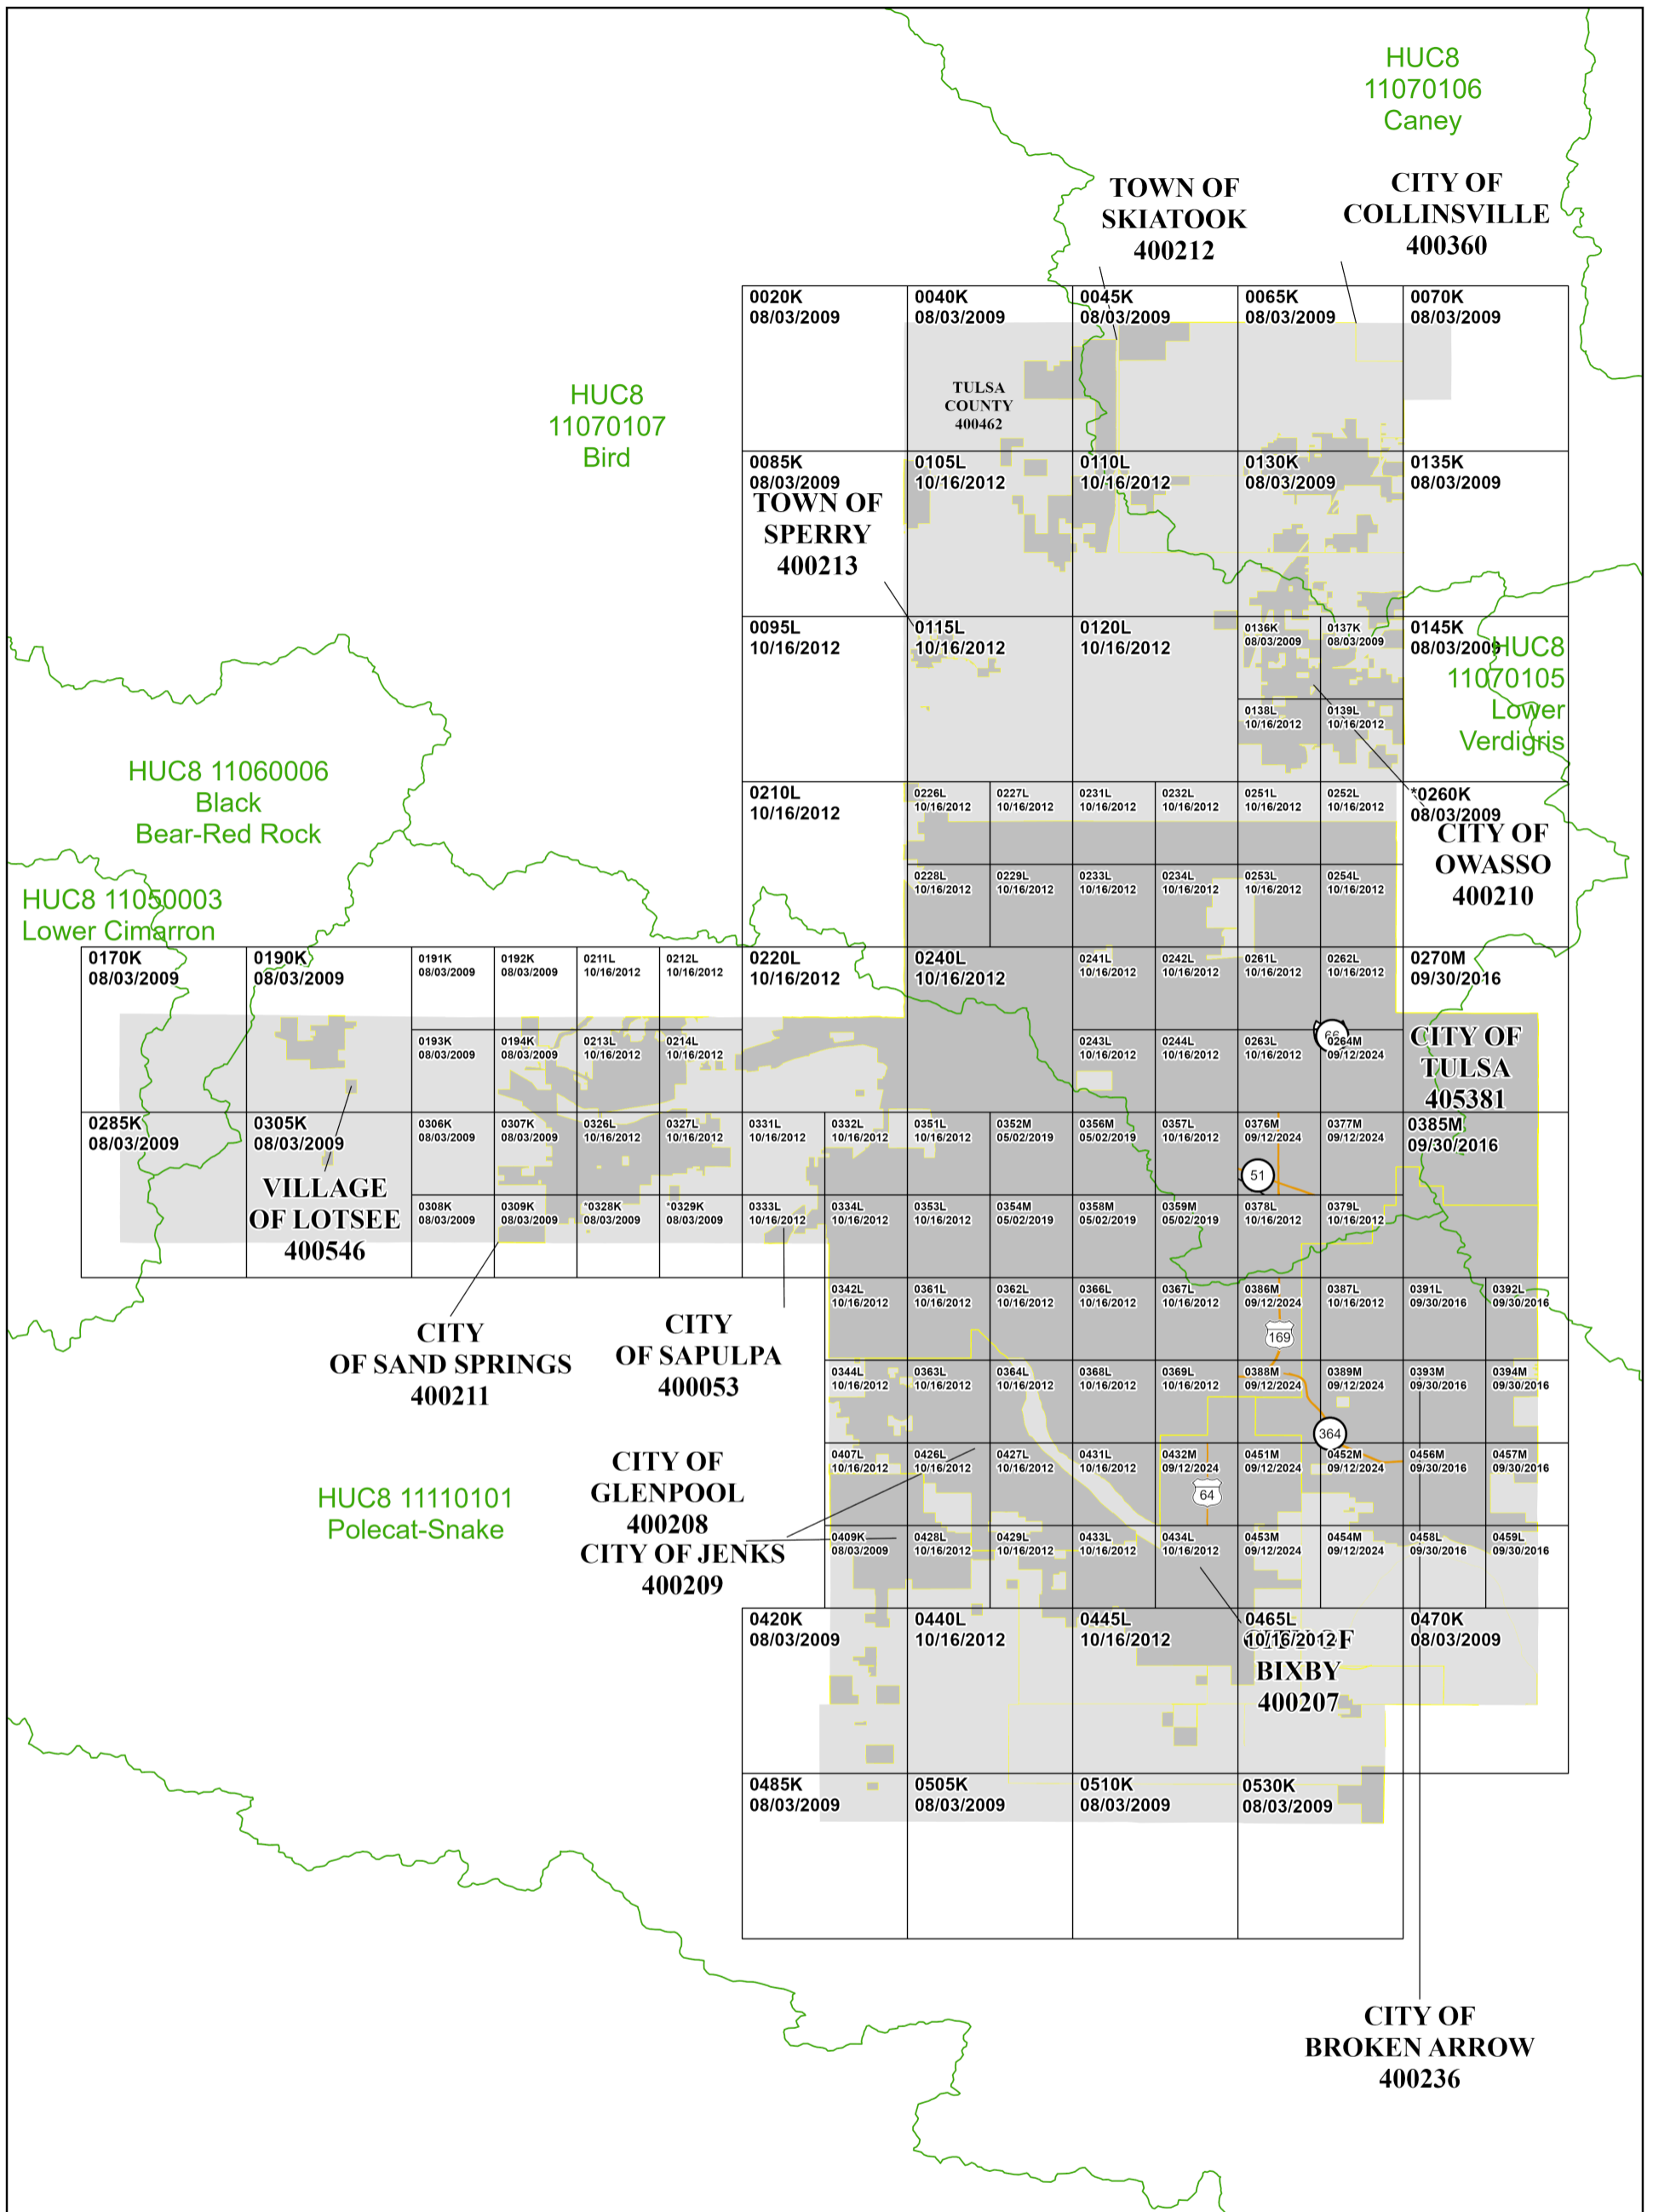 HUC8
11070106
Caney
TOWN OF
SKIATOOK
400212
CITY OF
COLLINSVILLE
400360
0020K
08/03/2009
0040K
08/03/2009
0045K
08/03/2009
0065K
08/03/2009
0070K
08/03/2009
HUC8
11070107
Bird
TULSA
COUNTY
400462
0085K
08/03/2009
0105L
10/16/2012
0110L
10/16/2012
0130K
08/03/2009
0135K
08/03/2009
TOWN OF
SPERRY
400213
0095L
10/16/2012
0115L
10/16/2012
0120L
10/16/2012
0136K
08/03/2009
0137K
08/03/2009
0145K
08/03/2009
HUC8
11070105
Lower
Verdigris
0138L
10/16/2012
0139L
10/16/2012
HUC8 11060006
Black
Bear-Red Rock
0210L
10/16/2012
0226L
10/16/2012
0227L
10/16/2012
0231L
10/16/2012
0232L
10/16/2012
0251L
10/16/2012
0252L
10/16/2012
*0260K
08/03/2009
CITY OF
OWASSO
400210
0228L
10/16/2012
0229L
10/16/2012
0233L
10/16/2012
0234L
10/16/2012
0253L
10/16/2012
0254L
10/16/2012
HUC8 11050003
Lower Cimarron
0170K
08/03/2009
0190K
08/03/2009
0191K
08/03/2009
0192K
08/03/2009
0211L
10/16/2012
0212L
10/16/2012
0220L
10/16/2012
0240L
10/16/2012
0241L
10/16/2012
0242L
10/16/2012
0261L
10/16/2012
0262L
10/16/2012
0270M
09/30/2016
0193K
08/03/2009
0194K
08/03/2009
0213L
10/16/2012
0214L
10/16/2012
0243L
10/16/2012
0244L
10/16/2012
0263L
10/16/2012
66
0264M
09/12/2024
CITY OF
TULSA
405381
0285K
08/03/2009
0305K
08/03/2009
0306K
08/03/2009
0307K
08/03/2009
0326L
10/16/2012
0327L
10/16/2012
0331L
10/16/2012
0332L
10/16/2012
0351L
10/16/2012
0352M
05/02/2019
0356M
05/02/2019
0357L
10/16/2012
0376M
09/12/2024
0377M
09/12/2024
0385M
09/30/2016
51
VILLAGE
OF LOTSEE
400546
0308K
08/03/2009
0309K
08/03/2009
*0328K
08/03/2009
*0329K
08/03/2009
0333L
10/16/2012
0334L
10/16/2012
0353L
10/16/2012
0354M
05/02/2019
0358M
05/02/2019
0359M
05/02/2019
0378L
10/16/2012
0379L
10/16/2012
0342L
10/16/2012
0361L
10/16/2012
0362L
10/16/2012
0366L
10/16/2012
0367L
10/16/2012
0386M
09/12/2024
0387L
10/16/2012
0391L
09/30/2016
0392L
09/30/2016
169
CITY
OF SAND SPRINGS
400211
CITY
OF SAPULPA
400053
0344L
10/16/2012
0363L
10/16/2012
0364L
10/16/2012
0368L
10/16/2012
0369L
10/16/2012
0388M
09/12/2024
0389M
09/12/2024
0393M
09/30/2016
0394M
09/30/2016
364
HUC8 11110101
Polecat-Snake
CITY OF
GLENPOOL
400208
0407L
10/16/2012
0426L
10/16/2012
0427L
10/16/2012
0431L
10/16/2012
0432M
09/12/2024
0451M
09/12/2024
0452M
09/12/2024
0456M
09/30/2016
0457M
09/30/2016
64
CITY OF JENKS
400209
0409K
08/03/2009
0428L
10/16/2012
0429L
10/16/2012
0433L
10/16/2012
0434L
10/16/2012
0453M
09/12/2024
0454M
09/12/2024
0458L
09/30/2016
0459L
09/30/2016
0420K
08/03/2009
0440L
10/16/2012
0445L
10/16/2012
0465L
10/16/2012
0470K
08/03/2009
CITY OF
BIXBY
400207
0485K
08/03/2009
0505K
08/03/2009
0510K
08/03/2009
0530K
08/03/2009
CITY OF
BROKEN ARROW
400236